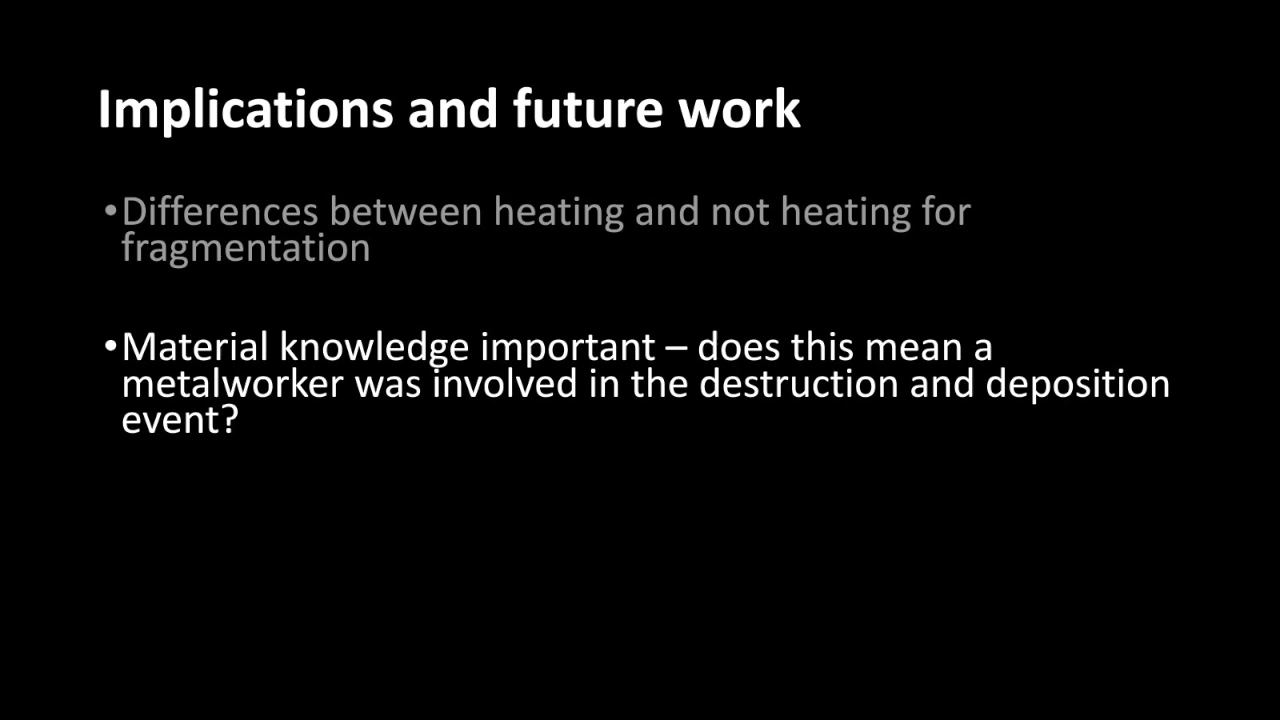 Implications and future work
•Differences between heating and not heating for
fragmentation
•Material knowledge important – does this mean a
metalworker was involved in the destruction and deposition
event?